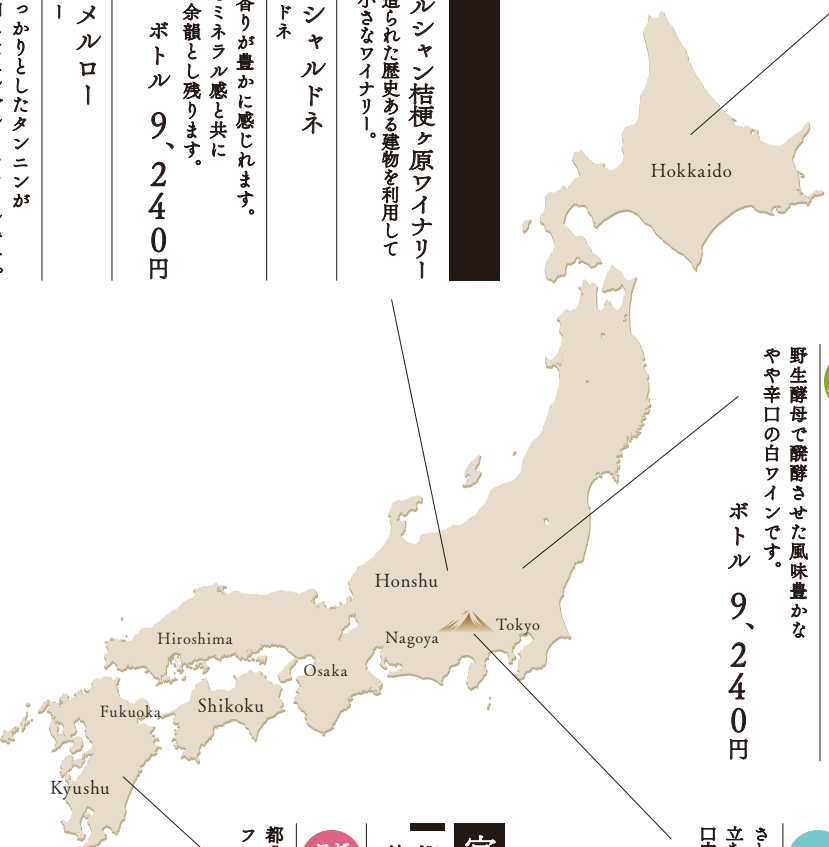 ルシャン桔梗ヶ原ワイナリー
造られた歴史ある建物を利用して
小さなワイナリー。
シャルドネ
ドネ
香りが豊かに感じれます。
ミネラル感と共に
余韻とし残ります。
ボトル 9、240円
メルロー
ー
っかりとしたタンニンが
野生酵母で醗酵させた風味豊かな
やや辛口の白ワインです。
ボトル 9、240円
Hokkaido
Honshu
Tokyo
Nagoya
Hiroshima
Osaka
Shikoku
Fukuoka
Kyushu
さ
立
口
都
フ